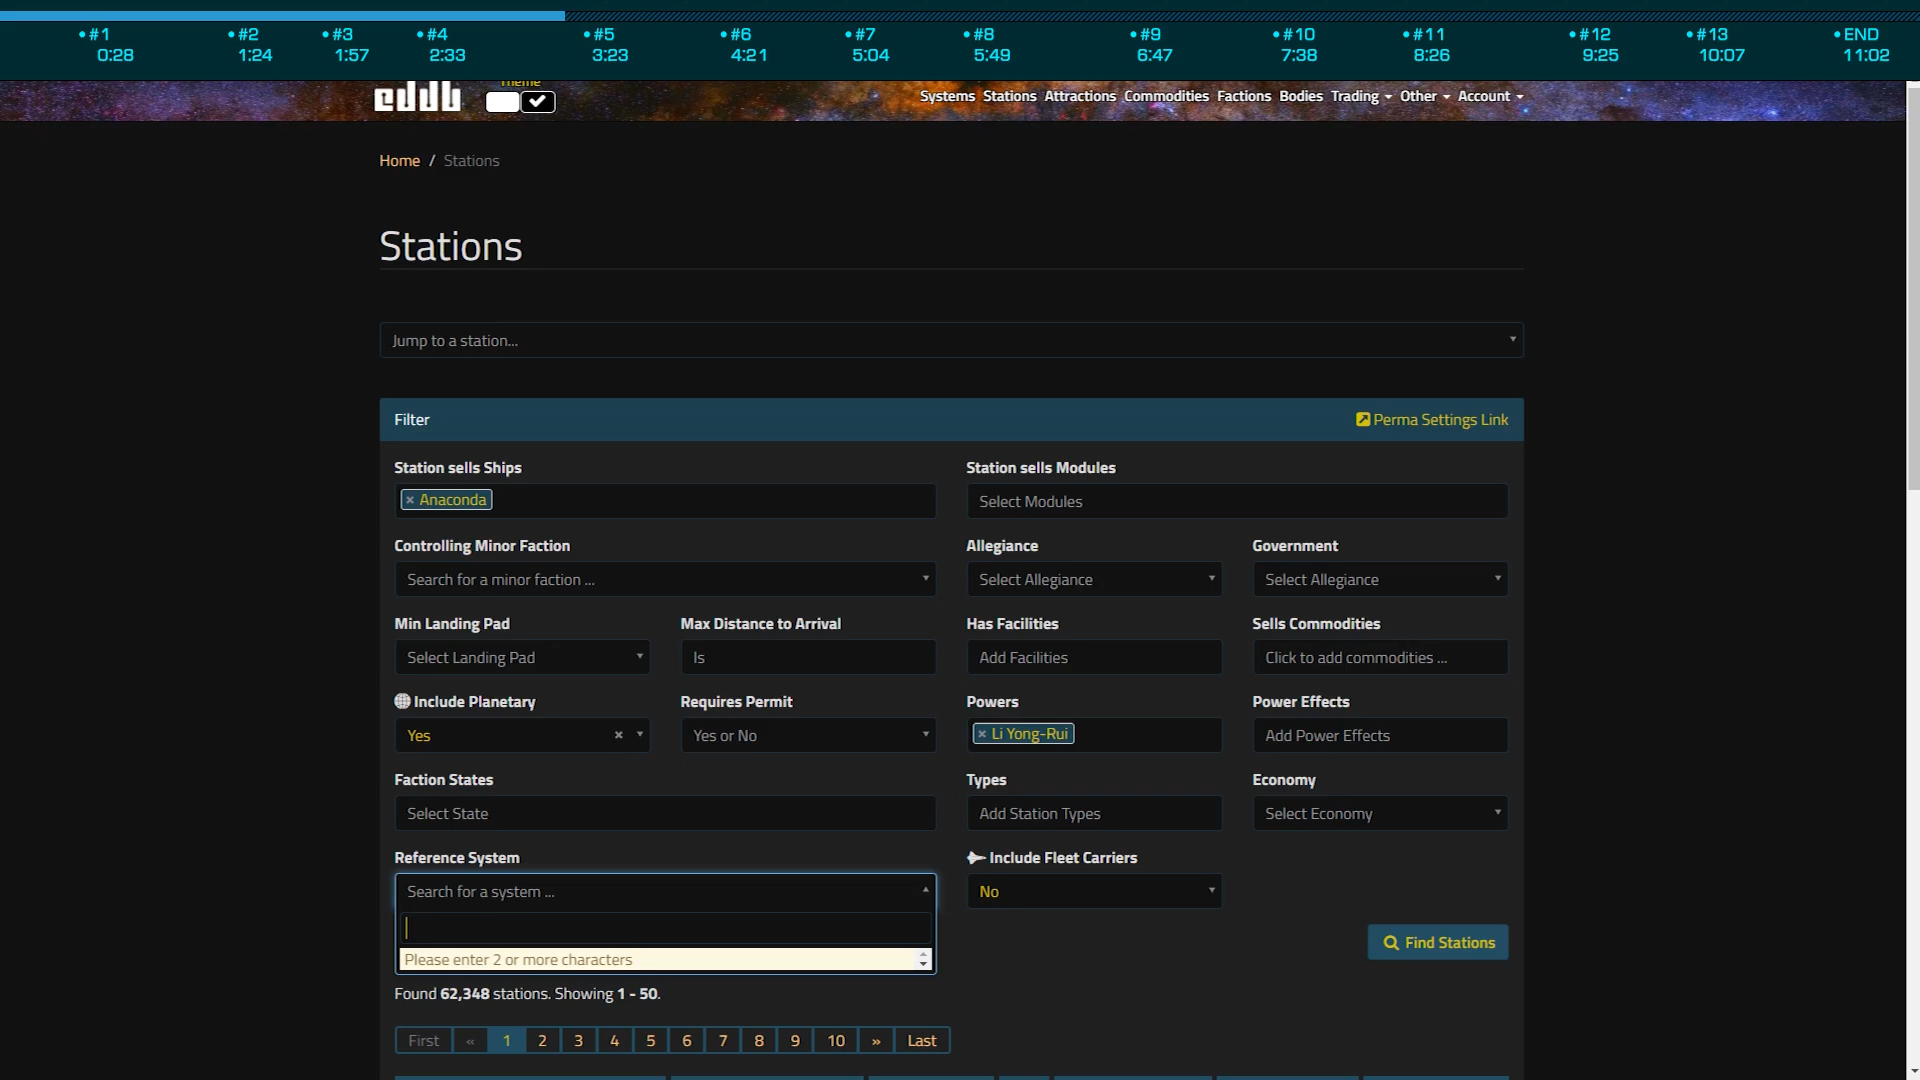 #1 #2 #3 #4 #5 #6 #7 #8 #9 #10 #11 #12 #13 END
0:28 1:24 1:57 2:33 3:23 4:21 5:04 5:49 6:47 7:38 8:26 9:25 10:07 11:02
eddb
Theme
Systems Stations Attractions Commodities Factions Bodies Trading Other Account
Home / Stations
Stations
Jump to a station...
Filter
Perma Settings Link
Station sells Ships Station sells Modules
× Anaconda Select Modules
Controlling Minor Faction Allegiance Government
Search for a minor faction ... Select Allegiance Select Allegiance
Min Landing Pad Max Distance to Arrival Has Facilities Sells Commodities
Select Landing Pad ls Add Facilities Click to add commodities ...
Include Planetary Requires Permit Powers Power Effects
Yes × Yes or No × Li Yong-Rui Add Power Effects
Faction States Types Economy
Select State Add Station Types Select Economy
Reference System Include Fleet Carriers
Search for a system ... No
Please enter 2 or more characters
Find Stations
Found 62,348 stations. Showing 1 - 50.
First « 1 2 3 4 5 6 7 8 9 10 » Last